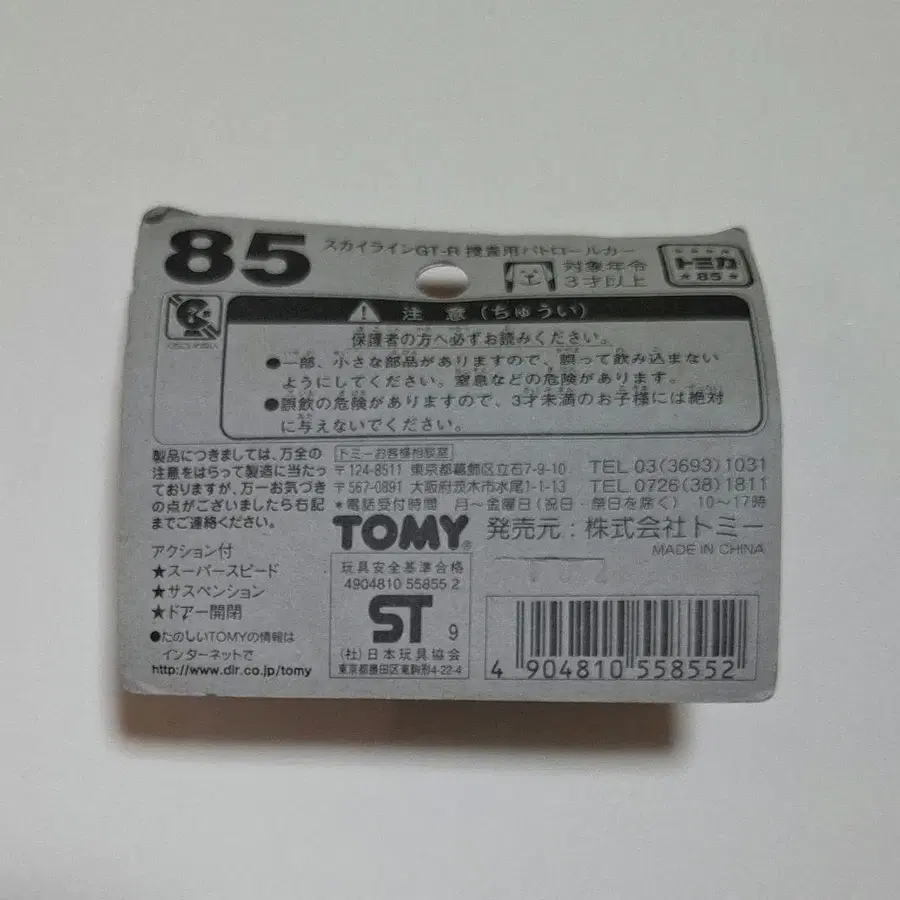 85
スカイラインGT-R 捜査用パトロールカー
対象年令
3才以上
トミカ
85
注意(ちゅうい)
保護者の方へ必ずお読みください。
●一部、小さな部品がありますので、誤って飲み込まない
ようにしてください。窒息などの危険があります。
●誤飲の危険がありますので、3才未満のお子様には絶対
に与えないでください。
製品につきましては、万全の
注意をはらって製造に当たっ
ておりますが、万一お気づき
の点がございましたら右記
までご連絡ください。
トミーお客様相談室
〒124-8511 東京都葛飾区立石7-9-10. TEL 03(3693)1031
〒567-0891 大阪府茨木市水尾1-1-13 TEL 0726(38)1811
*電話受付時間 月〜金曜日(祝日・祭日を除く) 10〜17時
TOMY® 発売元:株式会社トミー
MADE IN CHINA
アクション付
★スーパースピード
★サスペンション
★ドアー開閉
●たのしいTOMYの情報は
インターネットで
http://www.dlr.co.jp/tomy
玩具安全基準合格
4904810 55855 2
ST 9
(社)日本玩具協会
東京都墨田区東駒形4-22-4
4 904810 558552